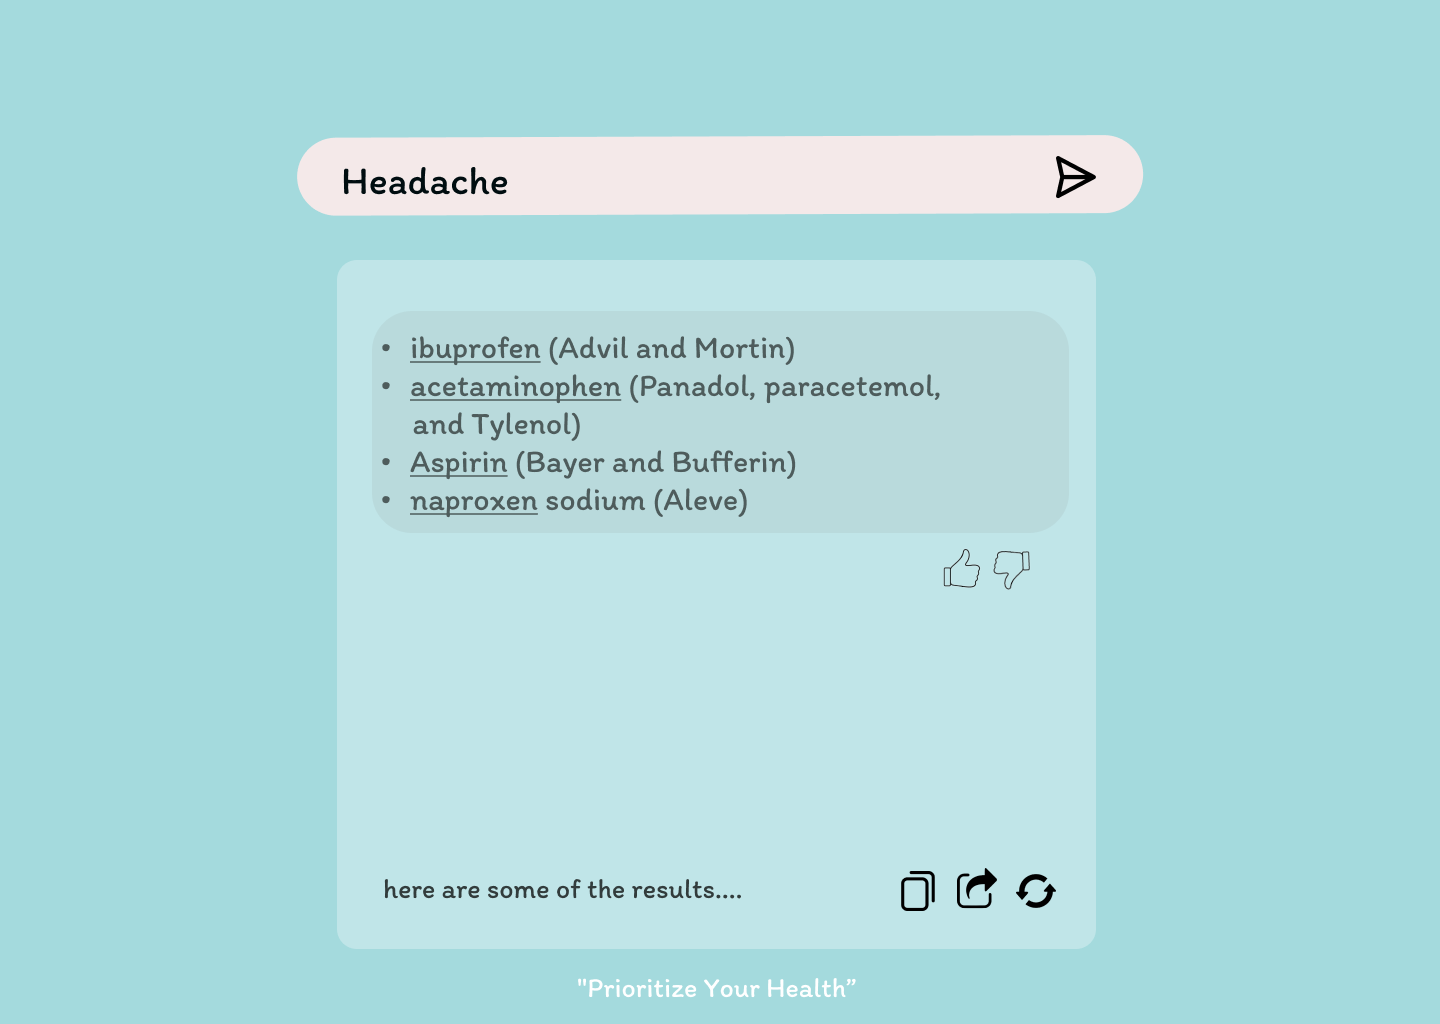 Headache
• ibuprofen (Advil and Mortin)
• acetaminophen (Panadol, paracetemol,
and Tylenol)
• Aspirin (Bayer and Bufferin)
• naproxen sodium (Aleve)
here are some of the results....
"Prioritize Your Health”